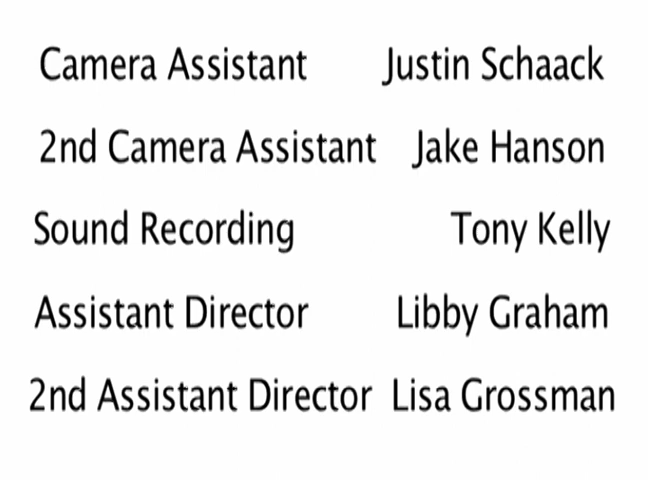 Camera Assistant Justin Schaack
2nd Camera Assistant Jake Hanson
Sound Recording Tony Kelly
Assistant Director Libby Graham
2nd Assistant Director Lisa Grossman